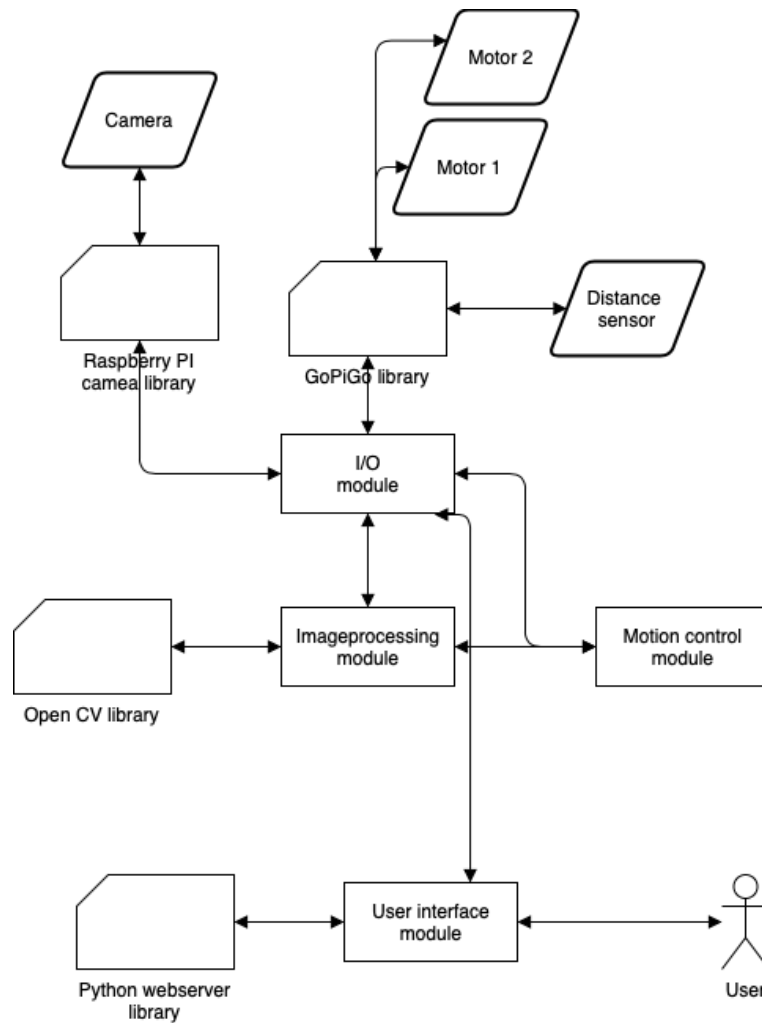 Motor 2
Camera
Motor 1
Distance
sensor
Raspberry PI
camea library
GoPiGo library
I/O
module
Imageprocessing
module
Motion control
module
Open CV library
User interface
module
Python webserver
library
User